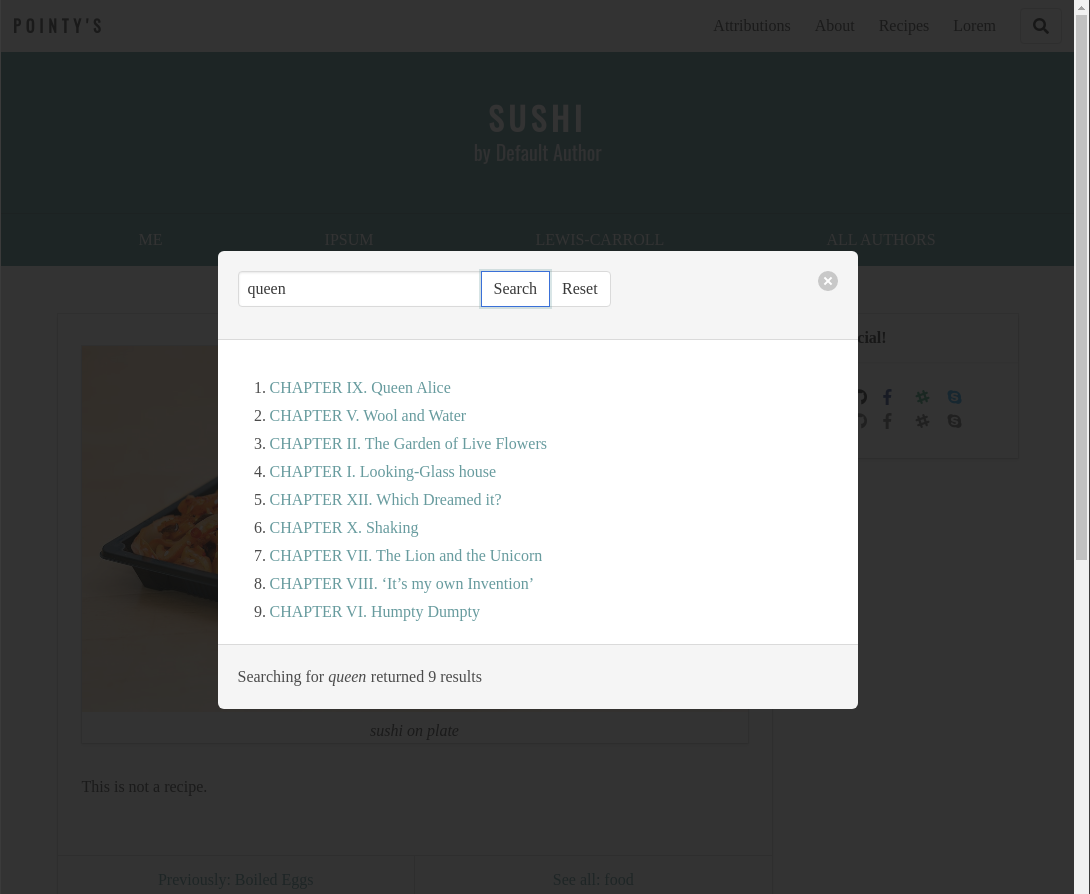 POINTY'S
Attributions About Recipes Lorem
SUSHI
by Default Author
ME IPSUM LEWIS-CARROLL ALL AUTHORS
queen Search Reset
cial!
1. CHAPTER IX. Queen Alice
2. CHAPTER V. Wool and Water
3. CHAPTER II. The Garden of Live Flowers
4. CHAPTER I. Looking-Glass house
5. CHAPTER XII. Which Dreamed it?
6. CHAPTER X. Shaking
7. CHAPTER VII. The Lion and the Unicorn
8. CHAPTER VIII. ‘It’s my own Invention’
9. CHAPTER VI. Humpty Dumpty
Searching for queen returned 9 results
sushi on plate
This is not a recipe.
Previously: Boiled Eggs See all: food